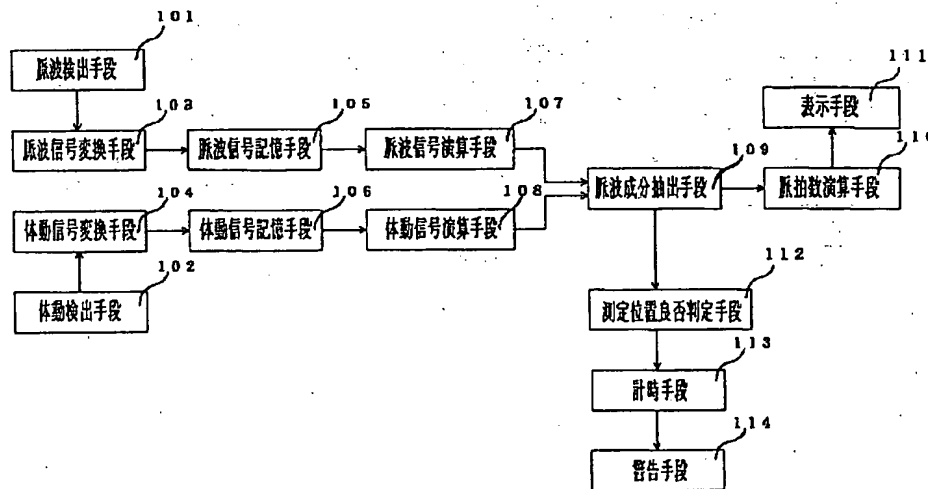 101
脈波検出手段
103
脈波信号変換手段
105
脈波信号記憶手段
107
脈波信号演算手段
104
体動信号変換手段
106
体動信号記憶手段
108
体動信号演算手段
102
体動検出手段
109
脈波成分抽出手段
111
表示手段
110
脈拍数演算手段
112
測定位置良否判定手段
113
計時手段
114
警告手段